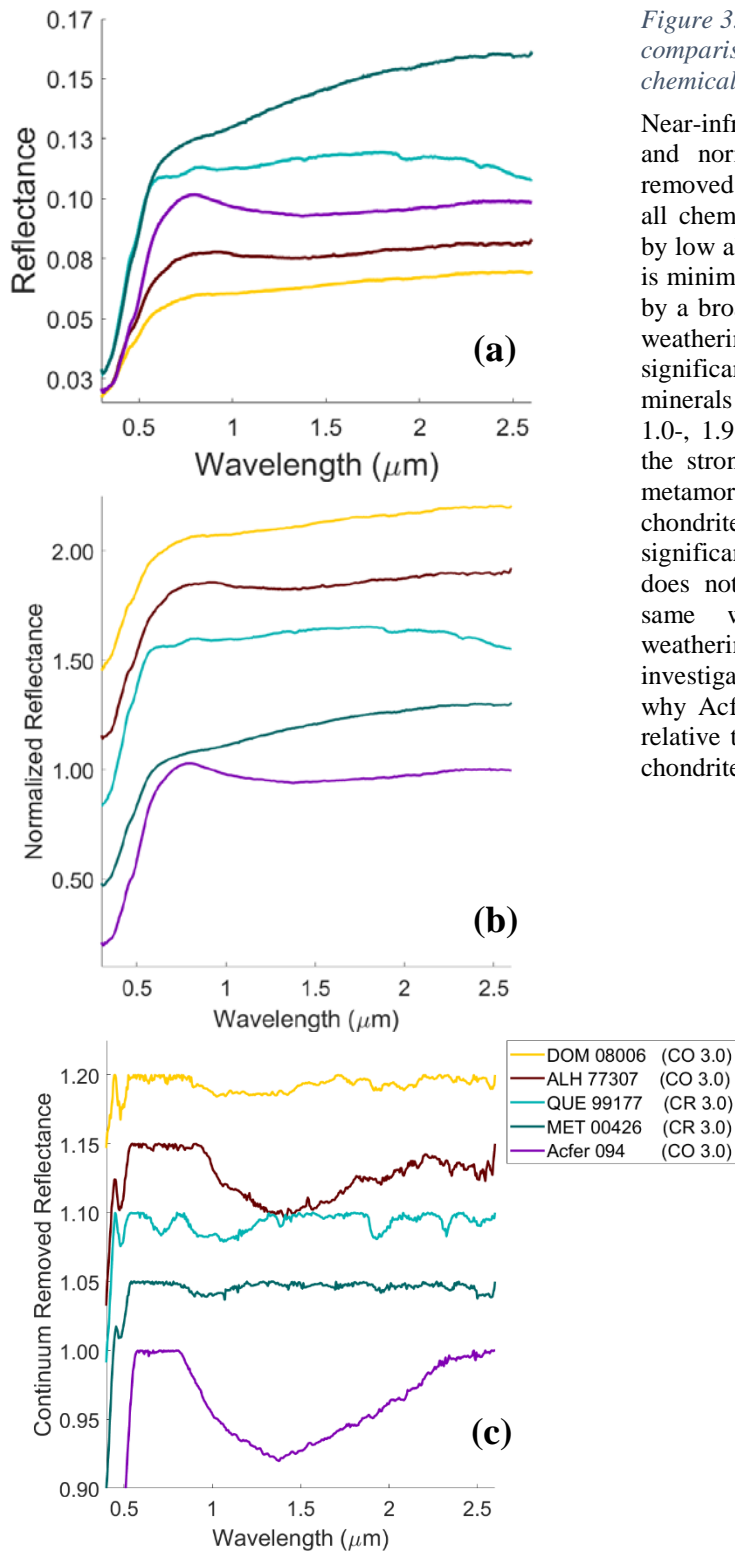 0.17
0.15
0.13
0.10
0.08
0.05
0.03
Reflectance
(a)
0.5 1 1.5 2 2.5
Wavelength (μm)
2.00
1.50
1.00
0.50
Normalized Reflectance
(b)
0.5 1 1.5 2 2.5
Wavelength (μm)
1.20
1.15
1.10
1.05
1.00
0.95
0.90
Continuum Removed Reflectance
(c)
0.5 1 1.5 2 2.5
Wavelength (μm)
DOM 08006 (CO 3.0)
ALH 77307 (CO 3.0)
QUE 99177 (CR 3.0)
MET 00426 (CR 3.0)
Acfer 094 (CO 3.0)
Figure 3.
comparis
chemical
Near-infr
and nor
removed
all chem
by low a
is minim
by a bro
weatherin
significan
minerals
1.0-, 1.9
the stron
metamor
chondrite
significan
does not
same w
weatherin
investiga
why Acf
relative t
chondrite